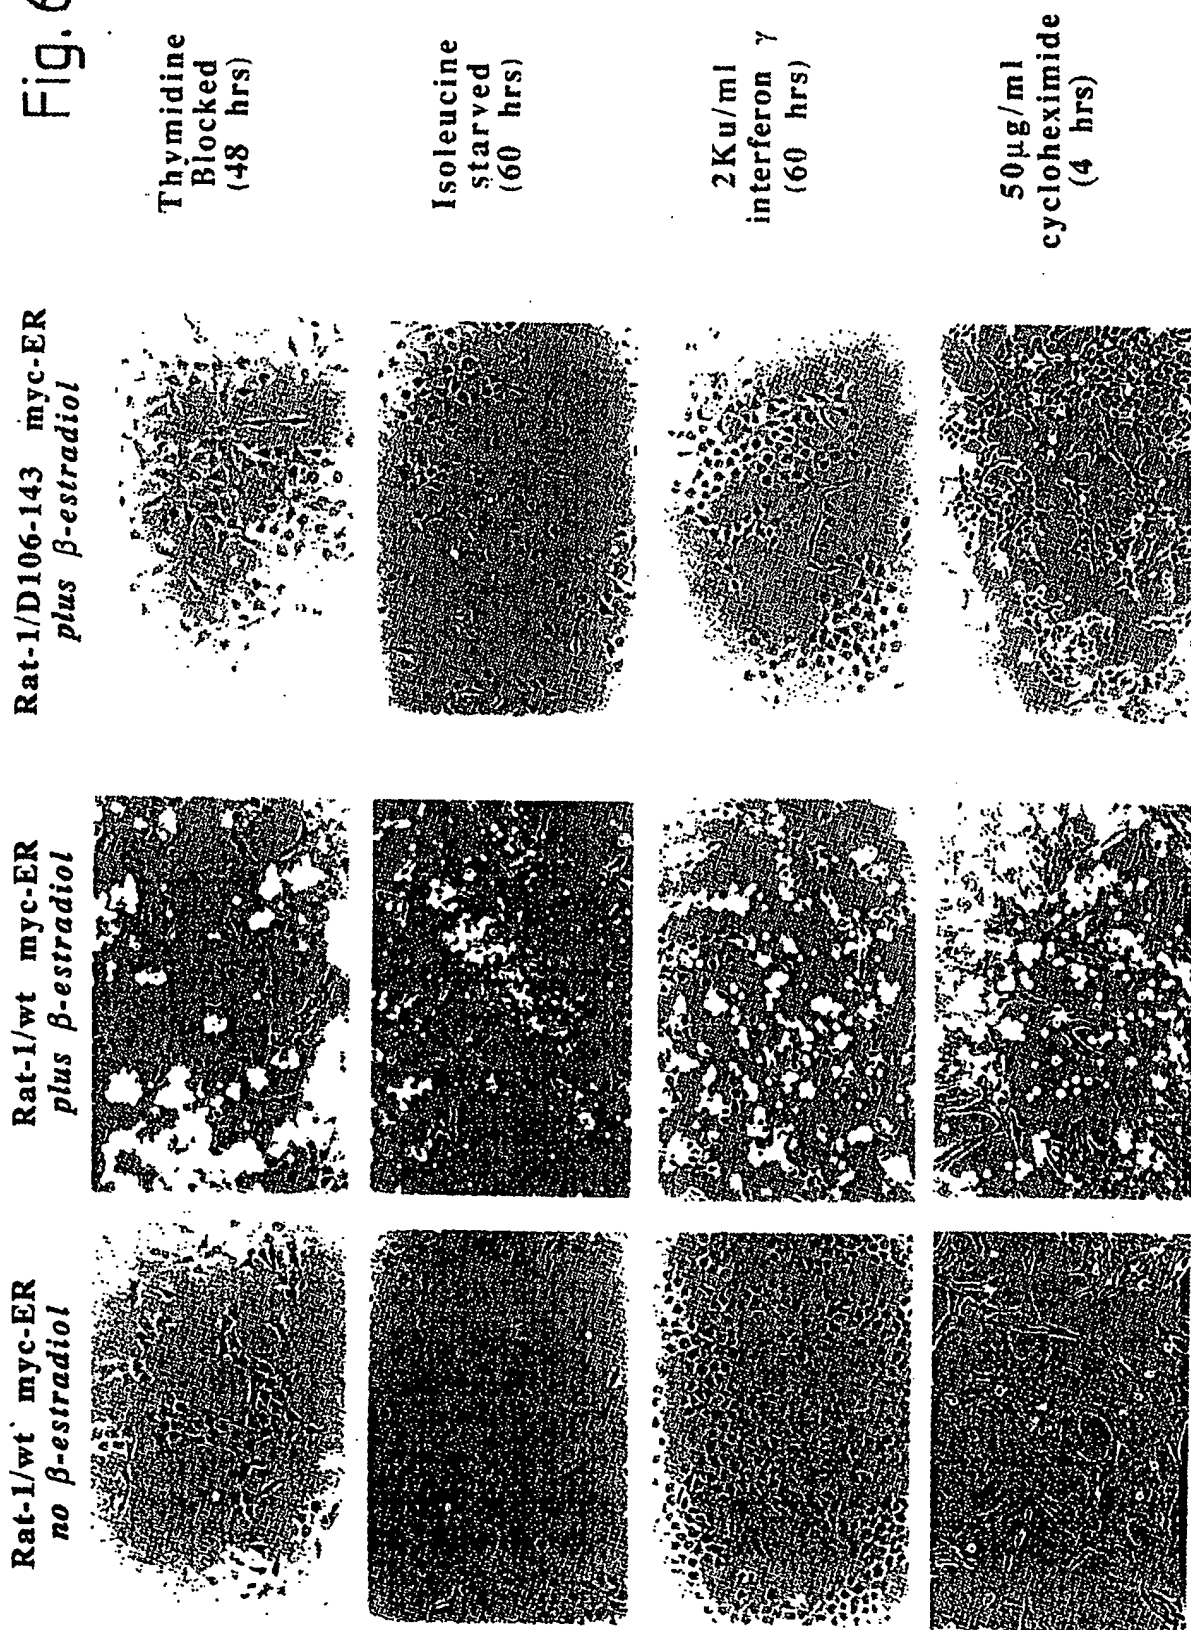 Fig. 6
Rat-1/wt myc-ER
no β-estradiol
Rat-1/wt myc-ER
plus β-estradiol
Rat-1/D106-143 myc-ER
plus β-estradiol
Thymidine
Blocked
(48 hrs)
Isoleucine
starved
(60 hrs)
2Ku/ml
interferon γ
(60 hrs)
50μg/ml
cycloheximide
(4 hrs)